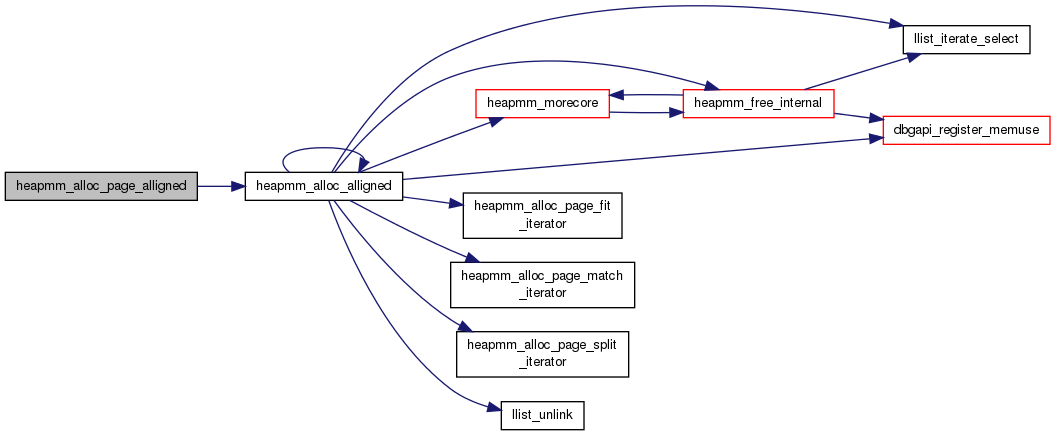 llist_iterate_select
heapmm_morecore
heapmm_free_internal
dbgapi_register_memuse
heapmm_alloc_page_alligned
heapmm_alloc_alligned
heapmm_alloc_page_fit
_iterator
heapmm_alloc_page_match
_iterator
heapmm_alloc_page_split
_iterator
llist_unlink